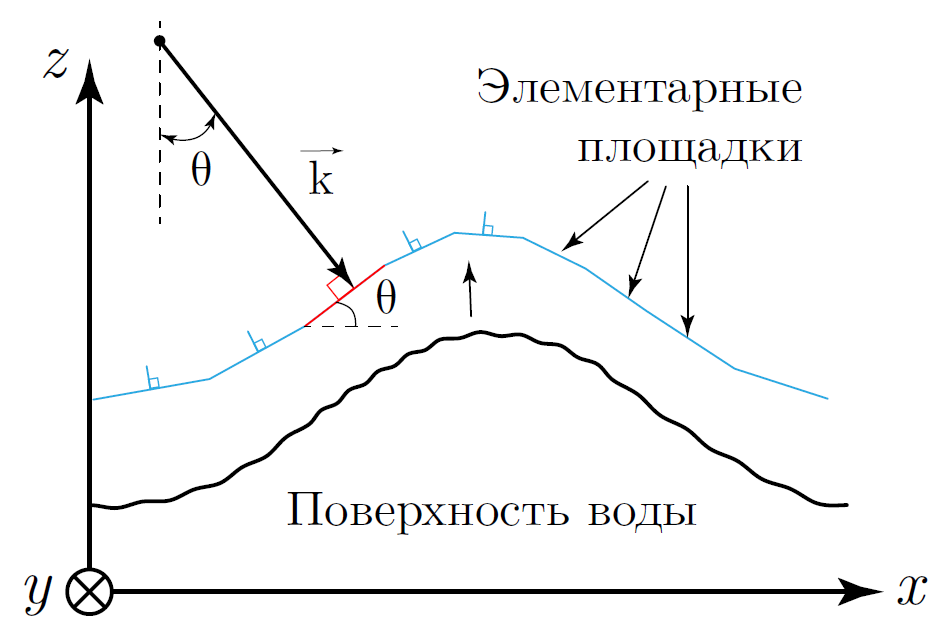 z
Элементарные
площадки
θ
k
θ
Поверхность воды
y
x